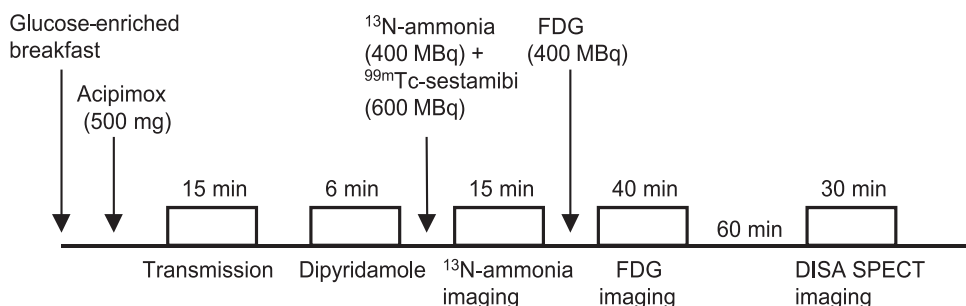 Glucose-enriched
breakfast
Acipimox
(500 mg)
¹³N-ammonia
(400 MBq) +
⁹⁹ᵐTc-sestamibi
(600 MBq)
FDG
(400 MBq)
15 min
6 min
15 min
40 min
60 min
30 min
Transmission
Dipyridamole
¹³N-ammonia
imaging
FDG
imaging
DISA SPECT
imaging